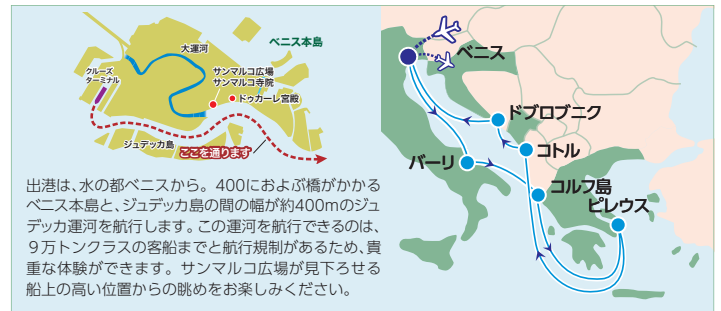 ベニス本島
大運河
クルーズ
ターミナル
サンマルコ広場
サンマルコ寺院
ドゥカーレ宮殿
ジュデッカ島
ここを通ります
出港は、水の都ベニスから。400におよぶ橋がかかる
ベニス本島と、ジュデッカ島の間の幅が約400mのジュ
デッカ運河を航行します。この運河を航行できるのは、
９万トンクラスの客船までと航行規制があるため、貴
重な体験ができます。サンマルコ広場が見下ろせる
船上の高い位置からの眺めをお楽しみください。
ベニス
ドブロブニク
コトル
バーリ
コルフ島
ピレウス